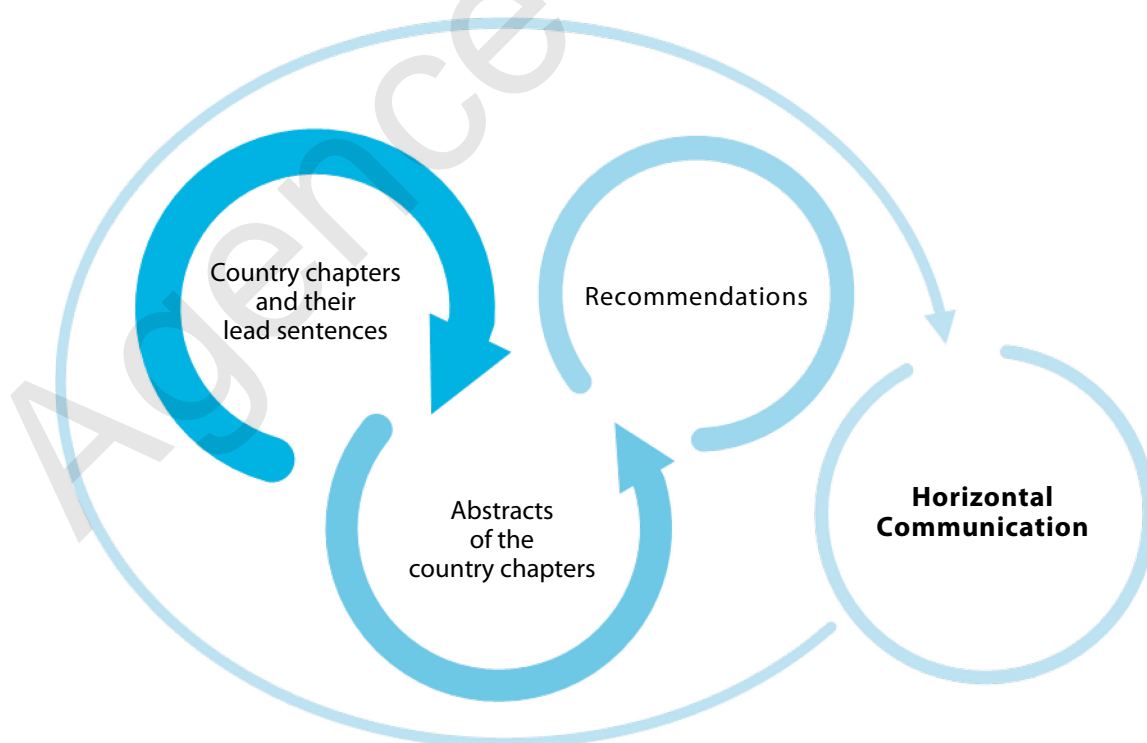 Agence
Country chapters
and their
lead sentences
Recommendations
Abstracts
of the
country chapters
Horizontal
Communication